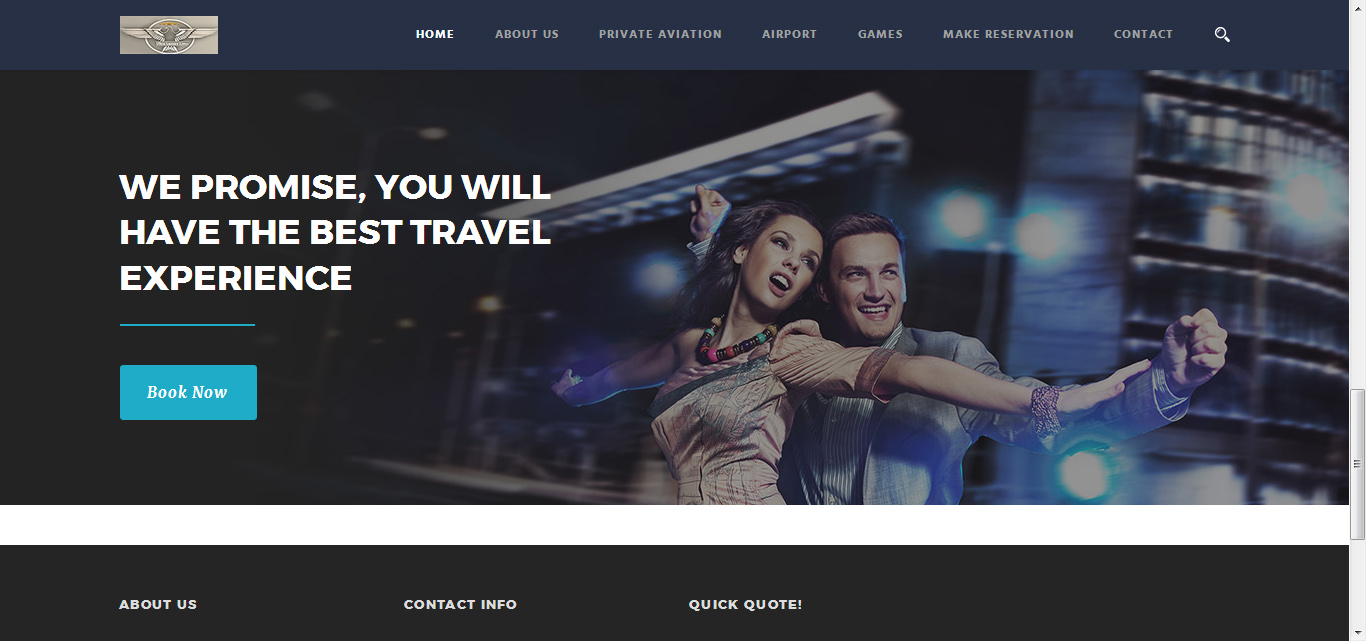 HOME
ABOUT US
PRIVATE AVIATION
AIRPORT
GAMES
MAKE RESERVATION
CONTACT
WE PROMISE, YOU WILL
HAVE THE BEST TRAVEL
EXPERIENCE
Book Now
ABOUT US
CONTACT INFO
QUICK QUOTE!